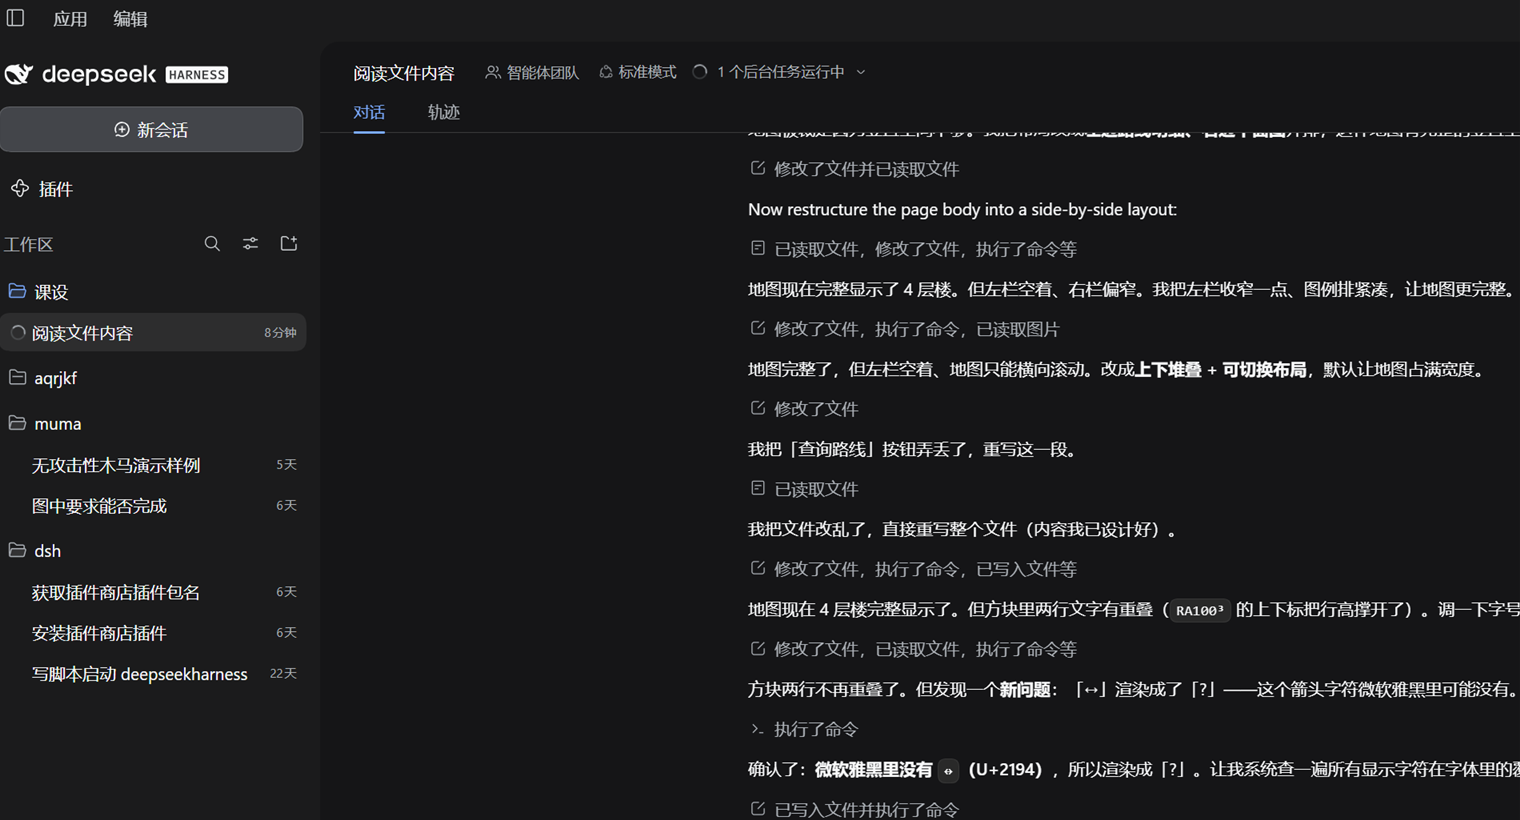 应用 编辑
deepseek HARNESS
新会话
插件
工作区
课设
阅读文件内容 8分钟
aqrjkf
muma
无攻击性木马演示样例 5天
图中要求能否完成 6天
dsh
获取插件商店插件包名 6天
安装插件商店插件 6天
写脚本启动 deepseekharness 22天
阅读文件内容 智能体团队 标准模式 1 个后台任务运行中
对话 轨迹
修改了文件并已读取文件
Now restructure the page body into a side-by-side layout:
已读取文件，修改了文件，执行了命令等
地图现在完整显示了 4 层楼。但左栏空着、右栏偏窄。我把左栏收窄一点、图例排紧凑，让地图更完整。
修改了文件，执行了命令，已读取图片
地图完整了，但左栏空着、地图只能横向滚动。改成上下堆叠 + 可切换布局，默认让地图占满宽度。
修改了文件
我把「查询路线」按钮弄丢了，重写这一段。
已读取文件
我把文件改乱了，直接重写整个文件（内容我已设计好）。
修改了文件，执行了命令，已写入文件等
地图现在 4 层楼完整显示了。但方块里两行文字有重叠（ RA100³ 的上下标把行高撑开了）。调一下字号
修改了文件，已读取文件，执行了命令等
方块两行不再重叠了。但发现一个新问题：「↔」渲染成了「?」——这个箭头字符微软雅黑里可能没有。
执行了命令
确认了：微软雅黑里没有 ↔ （U+2194），所以渲染成「?」。让我系统查一遍所有显示字符在字体里的覆
已写入文件并执行了命令